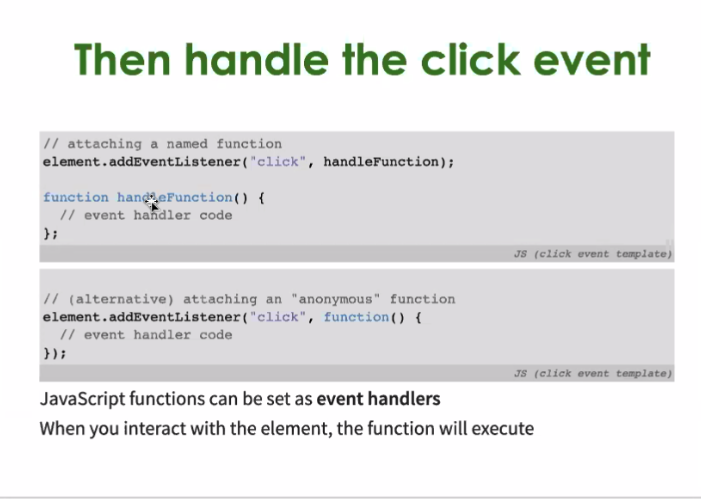 Then handle the click event
// attaching a named function
element.addEventListener("click", handleFunction);
function handleFunction() {
// event handler code
};
JS (click event template)
// (alternative) attaching an "anonymous" function
element.addEventListener("click", function() {
// event handler code
});
JS (click event template)
JavaScript functions can be set as event handlers
When you interact with the element, the function will execute